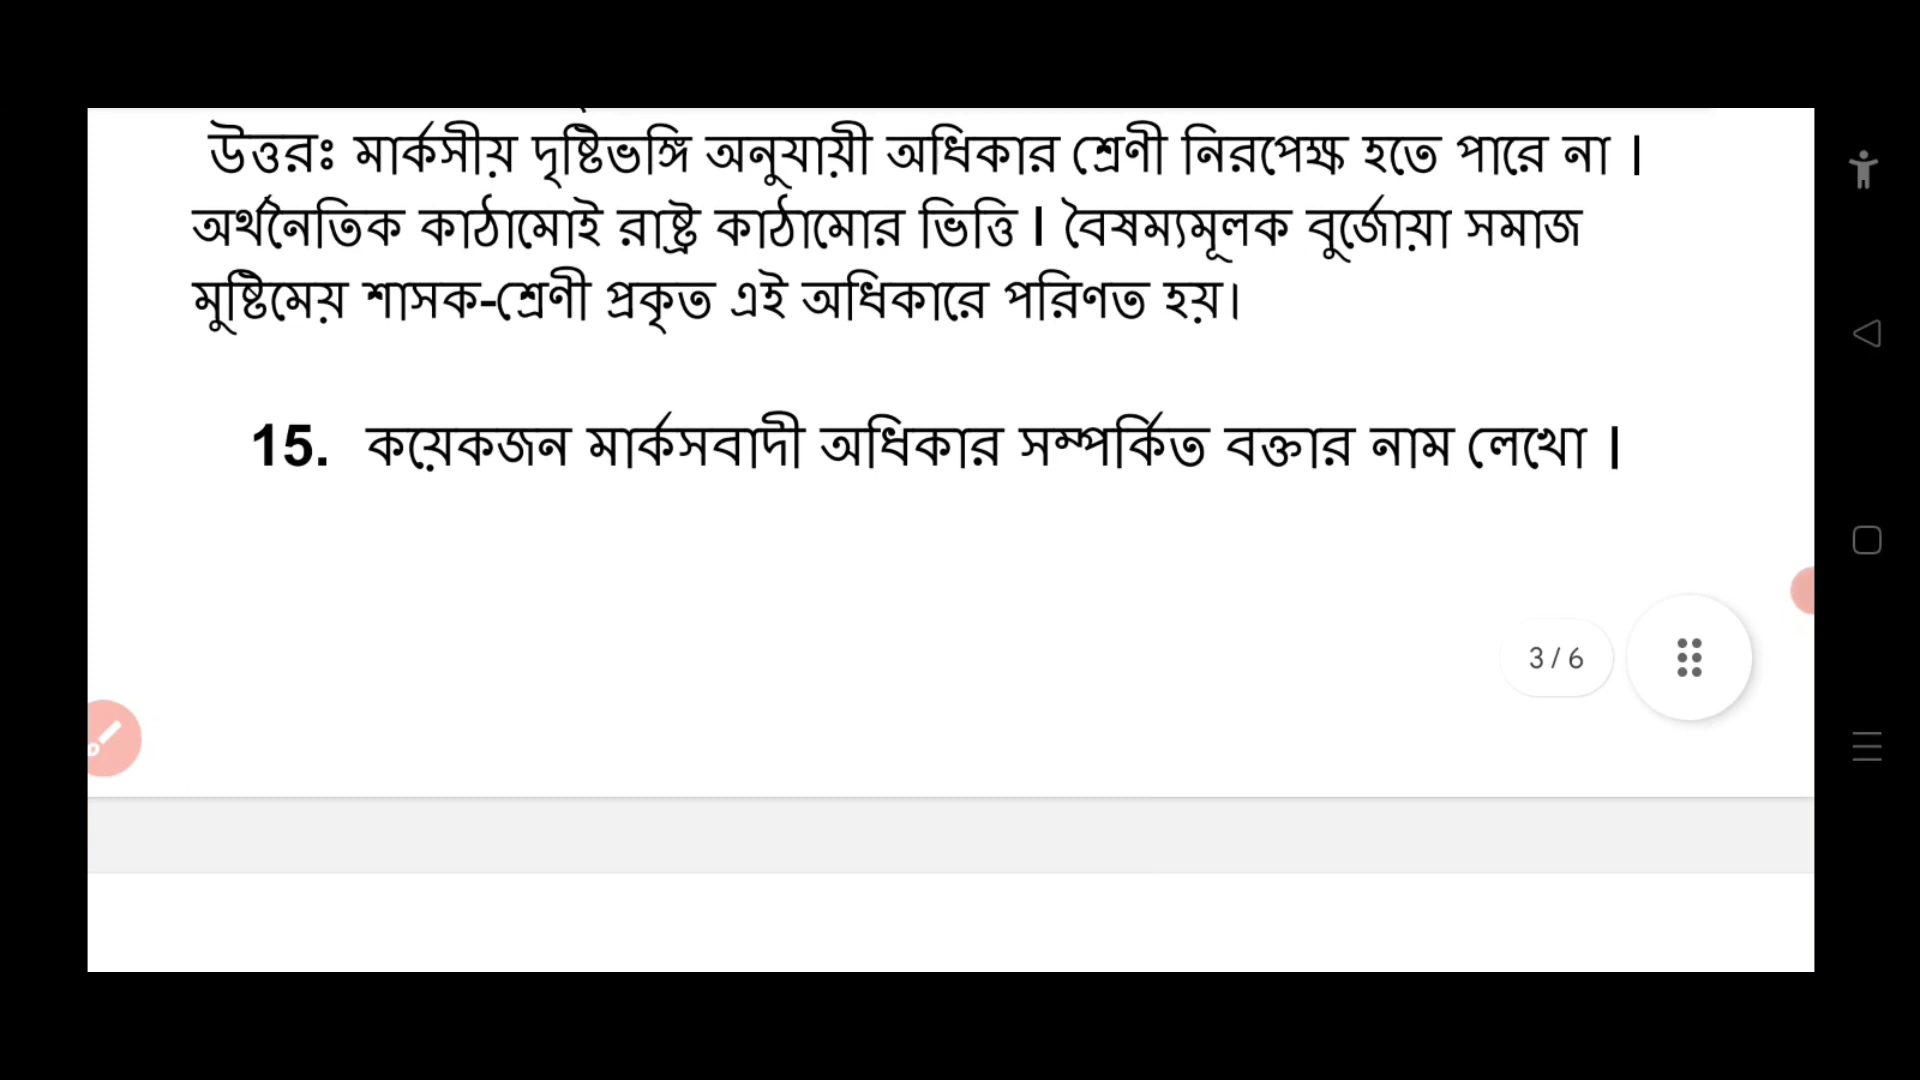 উত্তরঃ মার্কসীয় দৃষ্টিভঙ্গি অনুযায়ী অধিকার শ্রেণী নিরপেক্ষ হতে পারে না ।
অর্থনৈতিক কাঠামোই রাষ্ট্র কাঠামোর ভিত্তি । বৈষম্যমূলক বুর্জোয়া সমাজ
মুষ্টিমেয় শাসক-শ্রেণী প্রকৃত এই অধিকারে পরিণত হয়।
15. কয়েকজন মার্কসবাদী অধিকার সম্পর্কিত বক্তার নাম লেখো ।
3 / 6